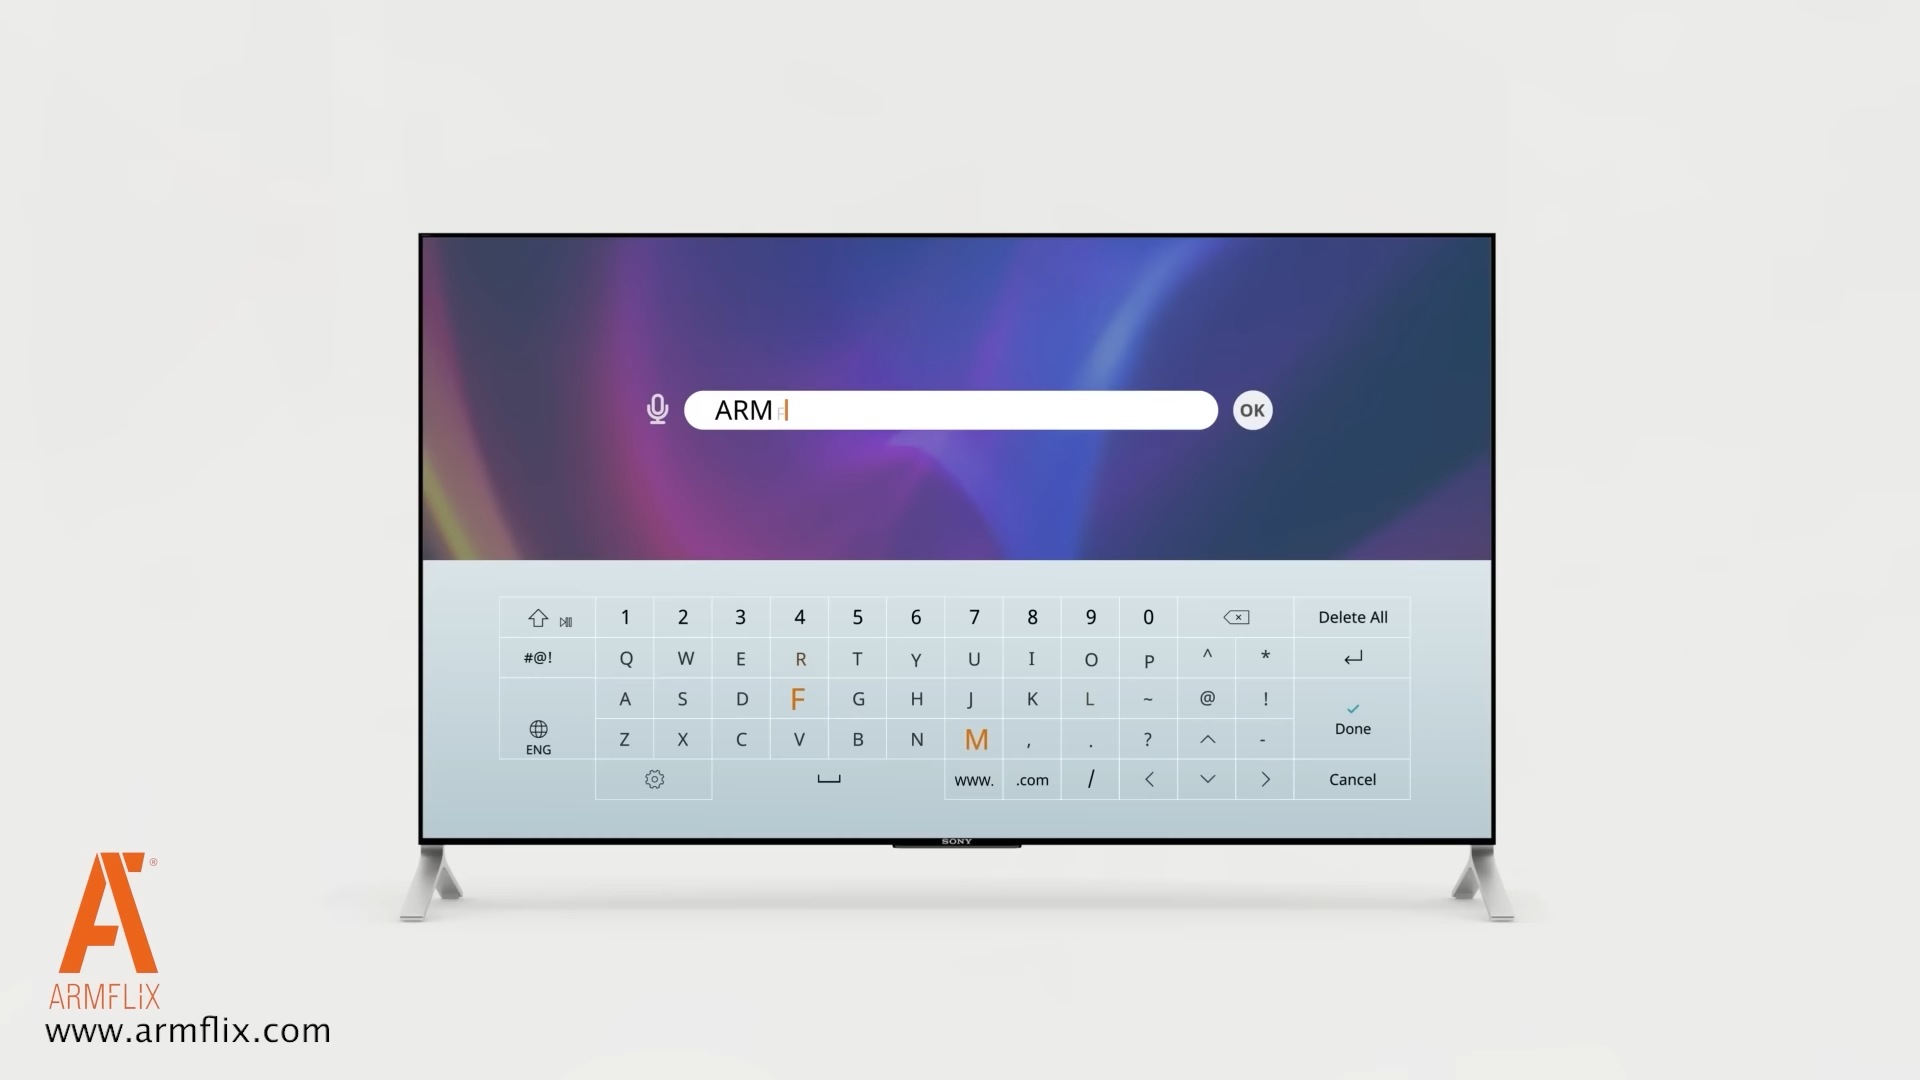 ARMF
OK
1 2 3 4 5 6 7 8 9 0 Delete All
#@! Q W E R T Y U I O P ^ *
A S D F G H J K L ~ @ !
ENG Z X C V B N M , . ? -
Done
www. .com / Cancel
SONY
A ®
ARMFLIX
www.armflix.com